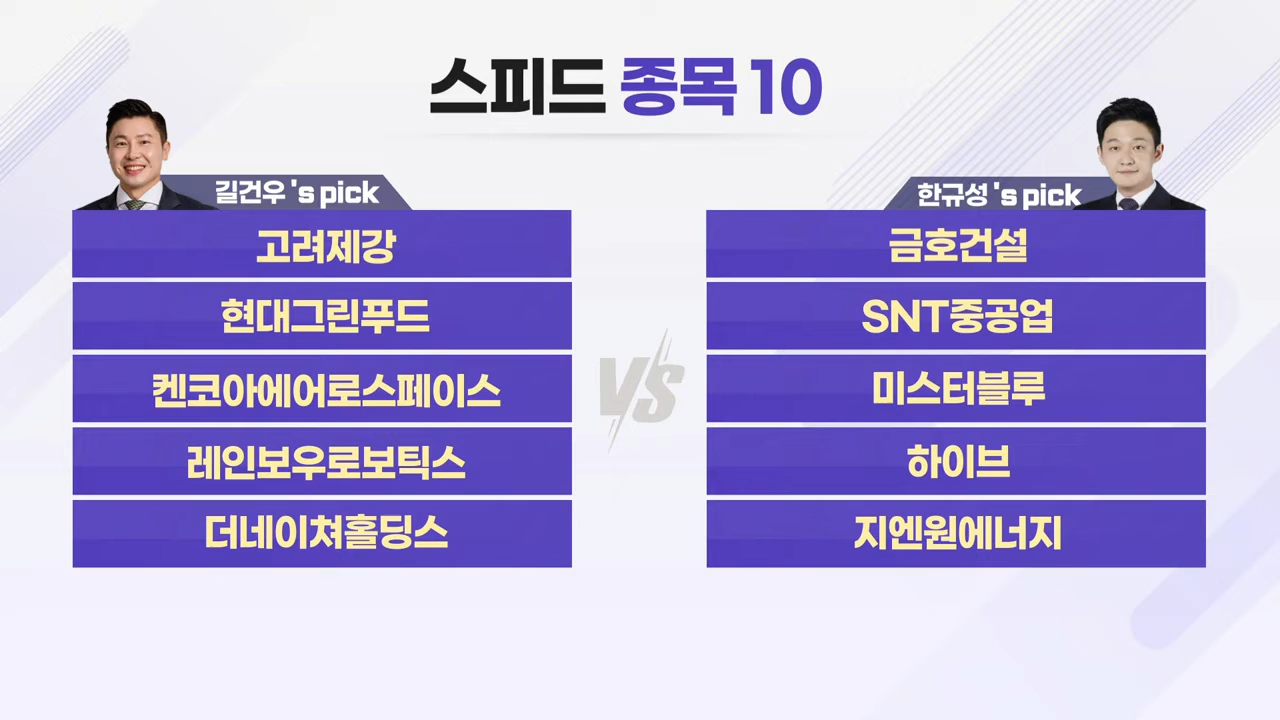 스피드 종목 10
길건우 's pick
고려제강
현대그린푸드
켄코아에어로스페이스
레인보우로보틱스
더네이쳐홀딩스
VS
한규성 's pick
금호건설
SNT중공업
미스터블루
하이브
지엔원에너지